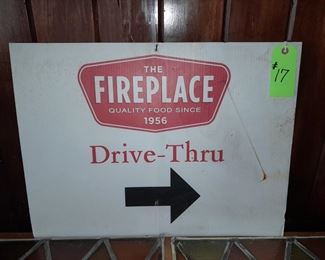 THE
FIREPLACE
QUALITY FOOD SINCE
1956
Drive-Thru
#17